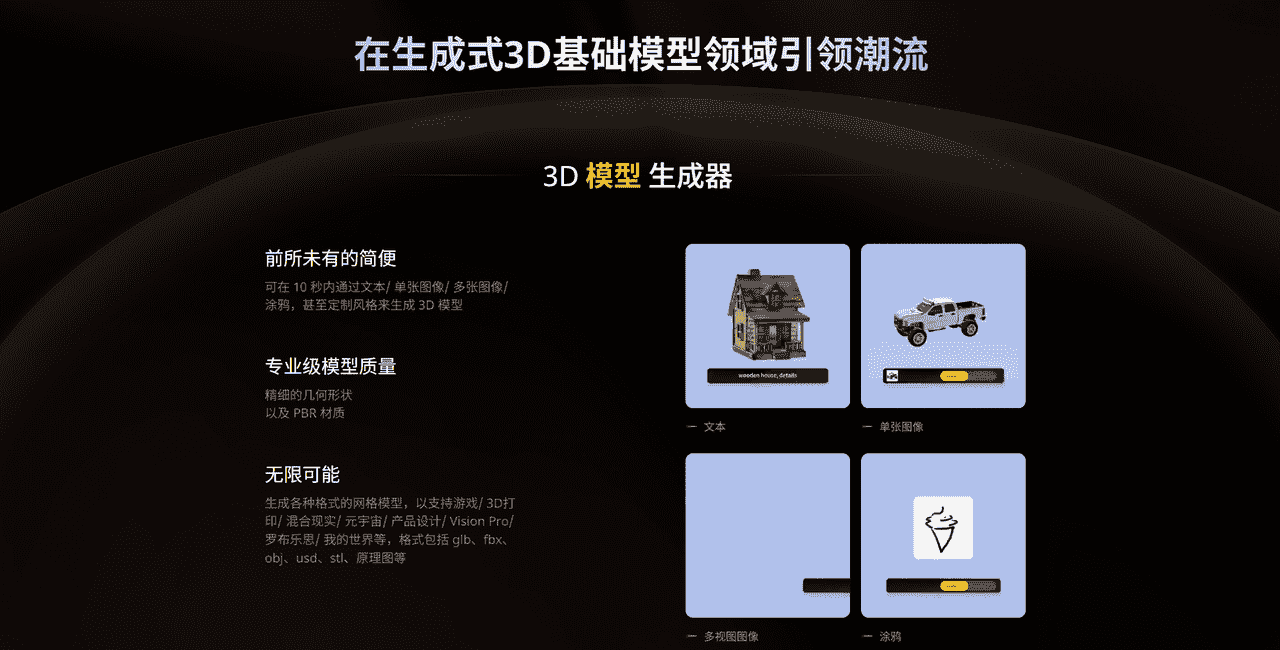 在生成式3D基础模型领域引领潮流
3D 模型 生成器
前所未有的简便
可在 10 秒内通过文本/ 单张图像/ 多张图像/
涂鸦，甚至定制风格来生成 3D 模型
专业级模型质量
精细的几何形状
以及 PBR 材质
无限可能
生成各种格式的网格模型，以支持游戏/ 3D打
印/ 混合现实/ 元宇宙/ 产品设计/ Vision Pro/
罗布乐思/ 我的世界等，格式包括 glb、fbx、
obj、usd、stl、原理图等
wooden house, details
文本
单张图像
多视图图像
涂鸦